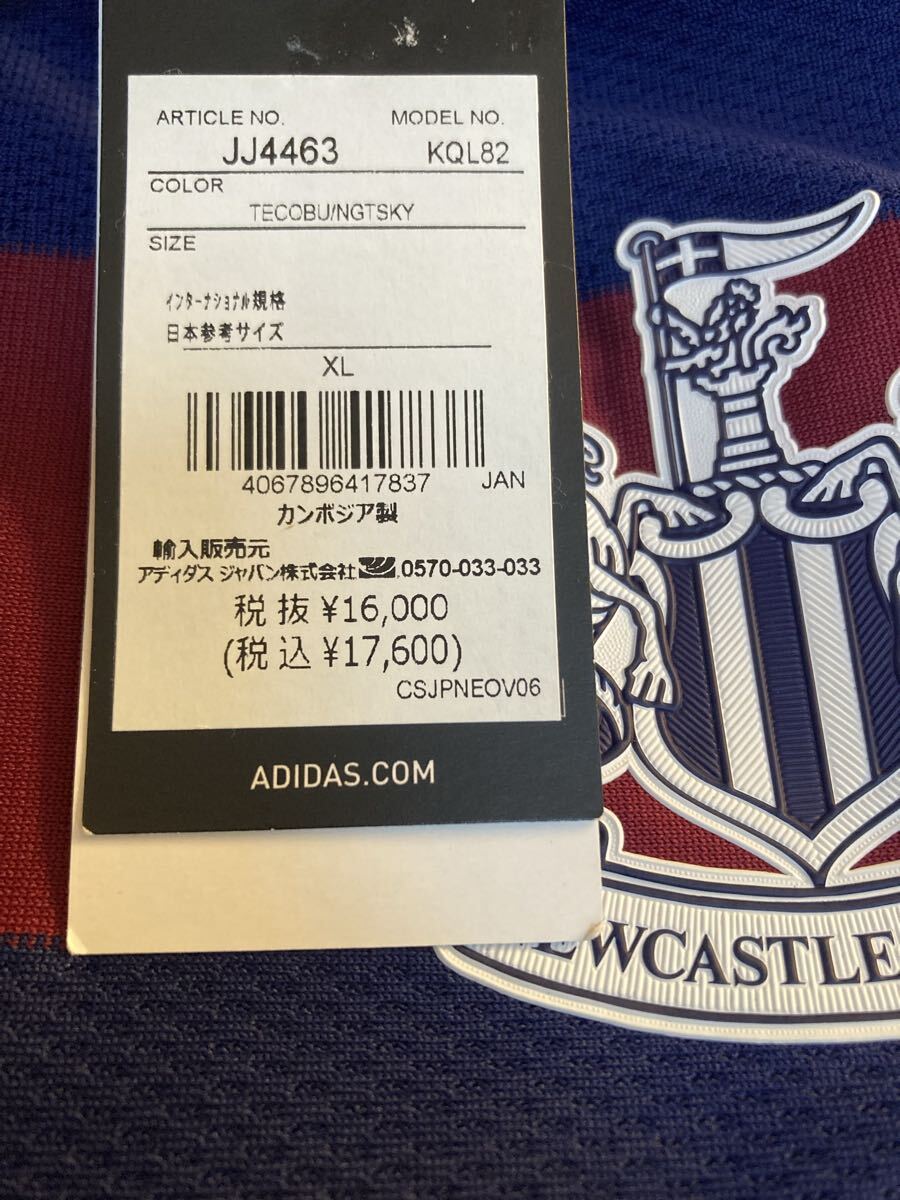 ARTICLE NO. MODEL NO.
JJ4463 KQL82
COLOR
TECOBU/NGTSKY
SIZE
インターナショナル規格
日本参考サイズ
XL
4067896417837 JAN
カンボジア製
輸入販売元
アディダス ジャパン株式会社 0570-033-033
税抜 ¥16,000
(税込 ¥17,600)
CSJPNEOV06
ADIDAS.COM
NEWCASTLE